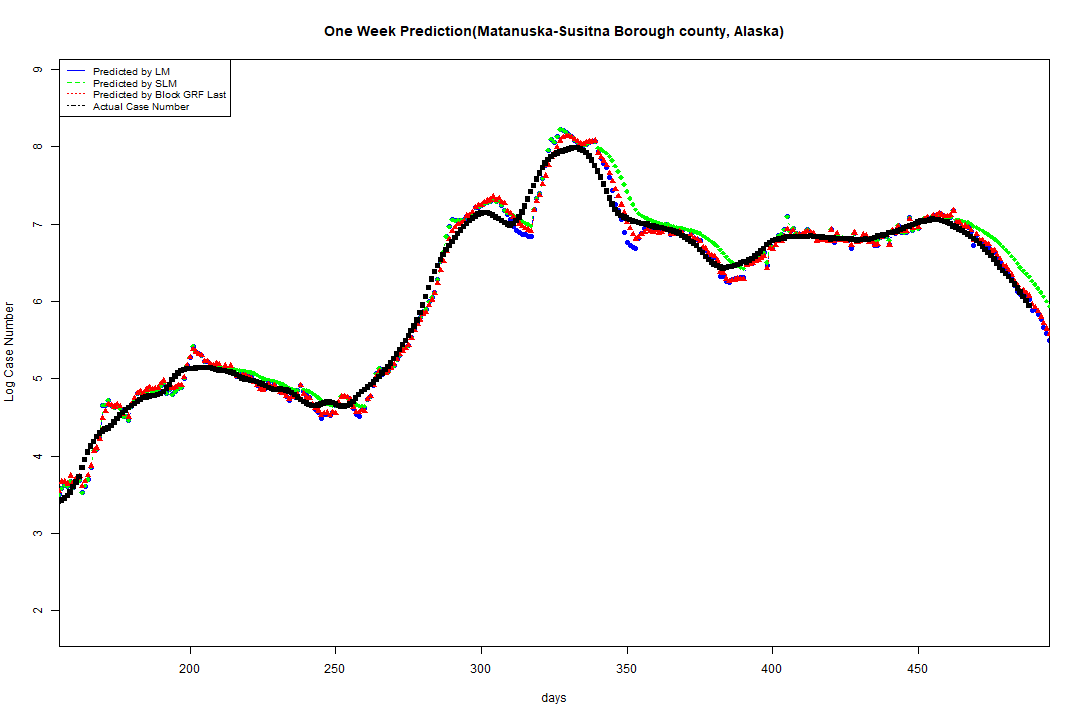 One Week Prediction(Matanuska-Susitna Borough county, Alaska)
Predicted by LM
Predicted by SLM
Predicted by Block GRF Last
Actual Case Number
9
8
7
6
5
4
3
2
Log Case Number
200 250 300 350 400 450
days